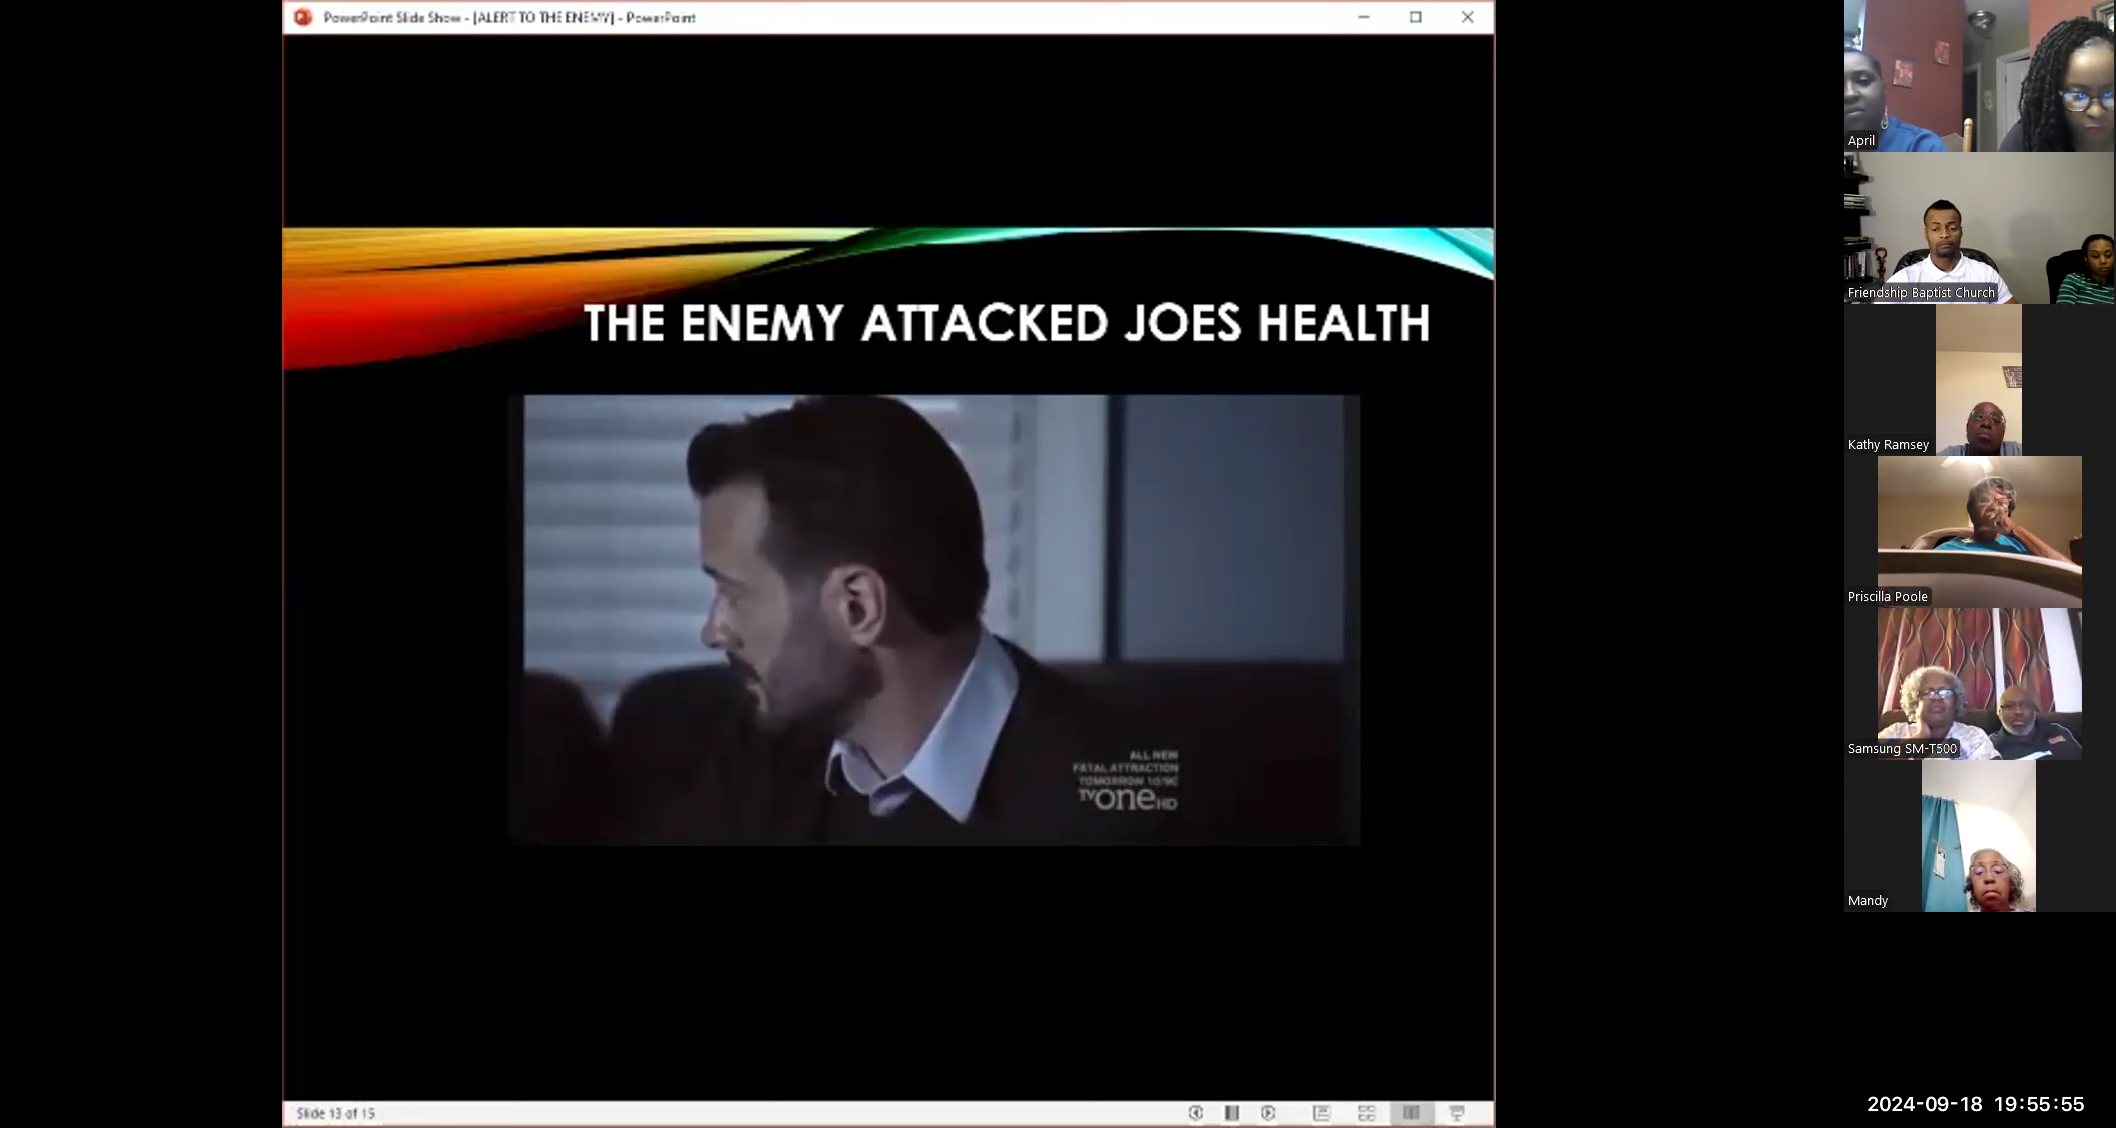 PowerPoint Slide Show - [ALERT TO THE ENEMY] - PowerPoint
THE ENEMY ATTACKED JOES HEALTH
ALL NEW
FATAL ATTRACTION
TOMORROW 10/9C
TV one HD
Slide 13 of 15
April
Friendship Baptist Church
Kathy Ramsey
Priscilla Poole
Samsung SM-T500
Mandy
2024-09-18 19:55:55